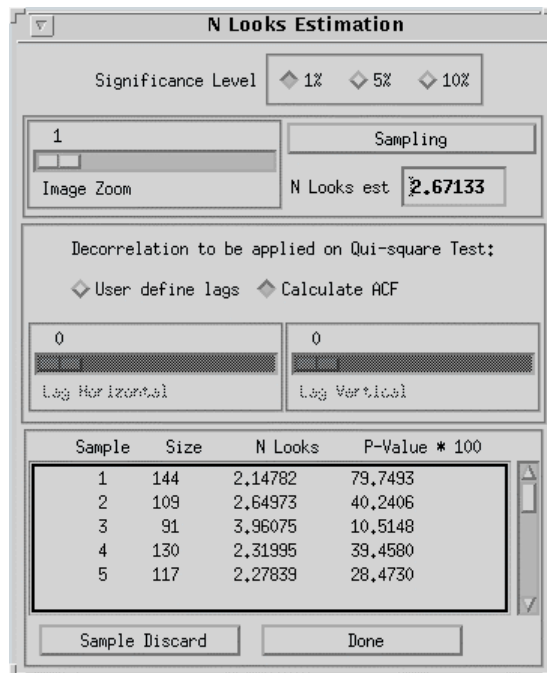 N Looks Estimation
Significance Level 1% 5% 10%
1
Image Zoom
Sampling
N Looks est 2.67133
Decorrelation to be applied on Qui-square Test:
User define lags Calculate ACF
0
Lag Horizontal
0
Lag Vertical
Sample Size N Looks P-Value * 100
1 144 2.14782 79.7493
2 109 2.64973 40.2406
3 91 3.96075 10.5148
4 130 2.31995 39.4580
5 117 2.27839 28.4730
Sample Discard Done